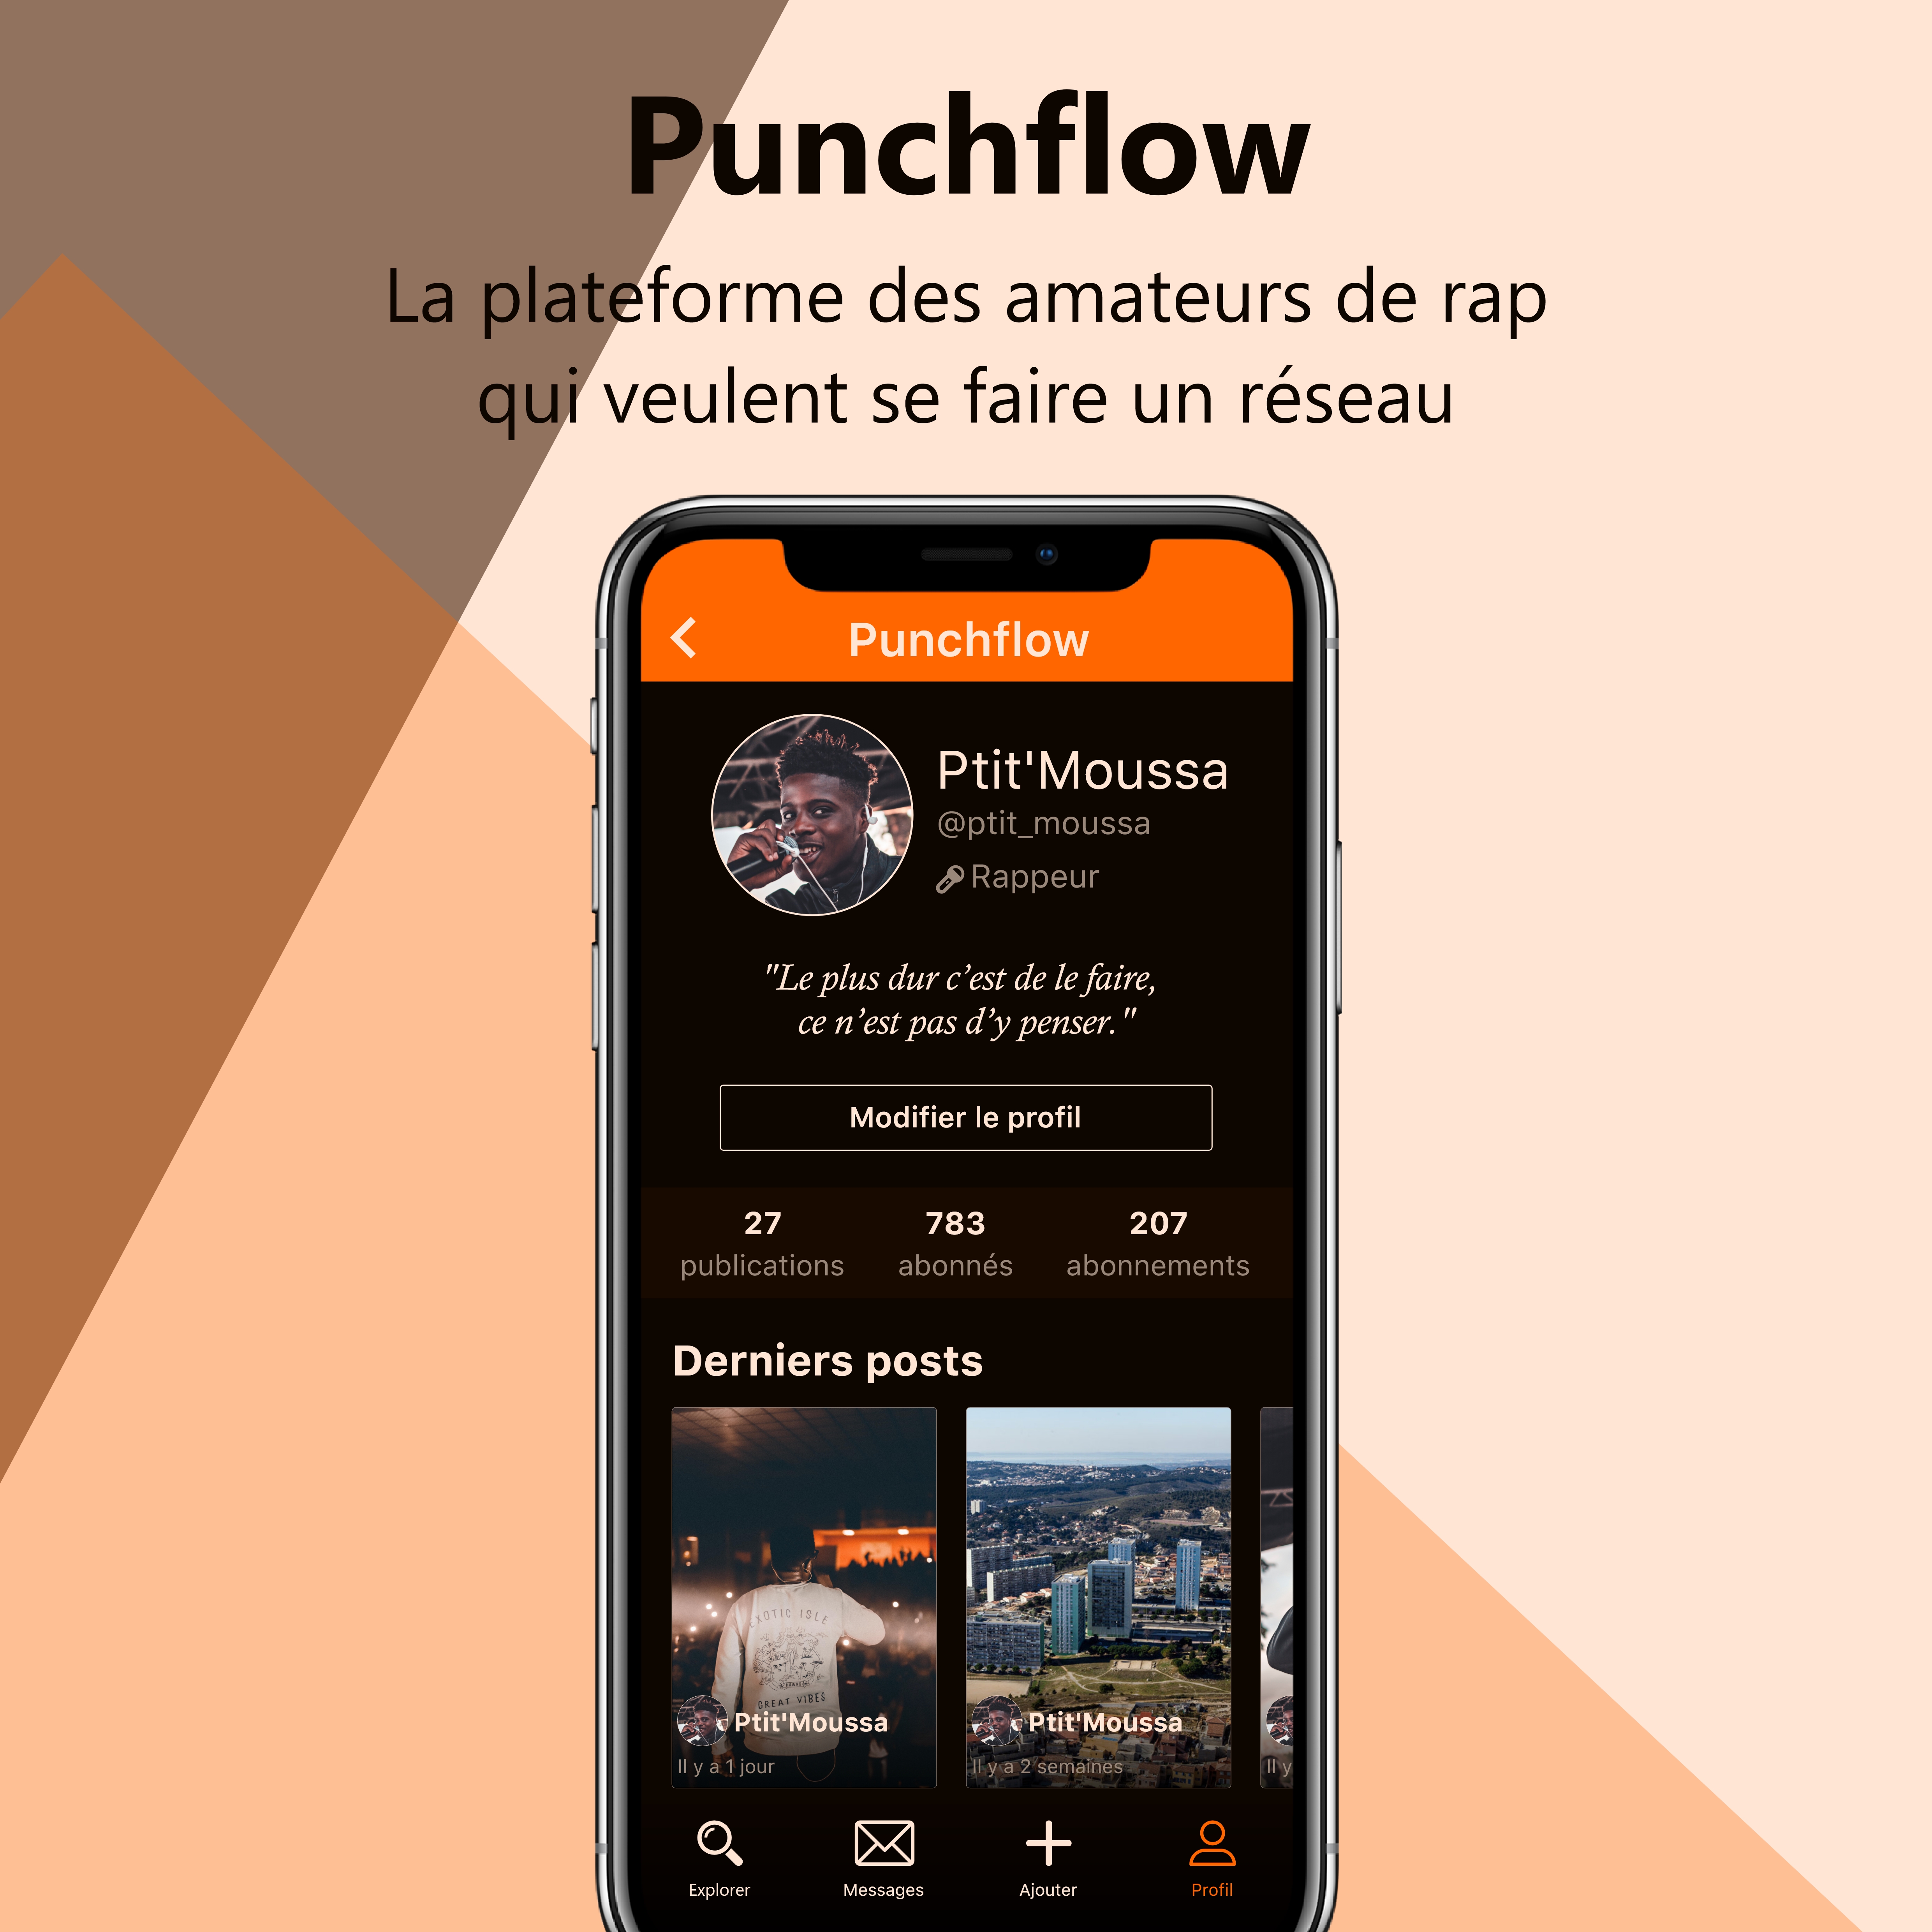 Punchflow
La plateforme des amateurs de rap
qui veulent se faire un réseau
Punchflow
Ptit'Moussa
@ptit_moussa
Rappeur
"Le plus dur c’est de le faire,
ce n’est pas d’y penser."
Modifier le profil
27
publications
783
abonnés
207
abonnements
Derniers posts
EXOTIC ISLE
GREAT VIBES
Ptit'Moussa
Il y a 1 jour
Ptit'Moussa
Il y a 2 semaines
Il y
Explorer
Messages
Ajouter
Profil